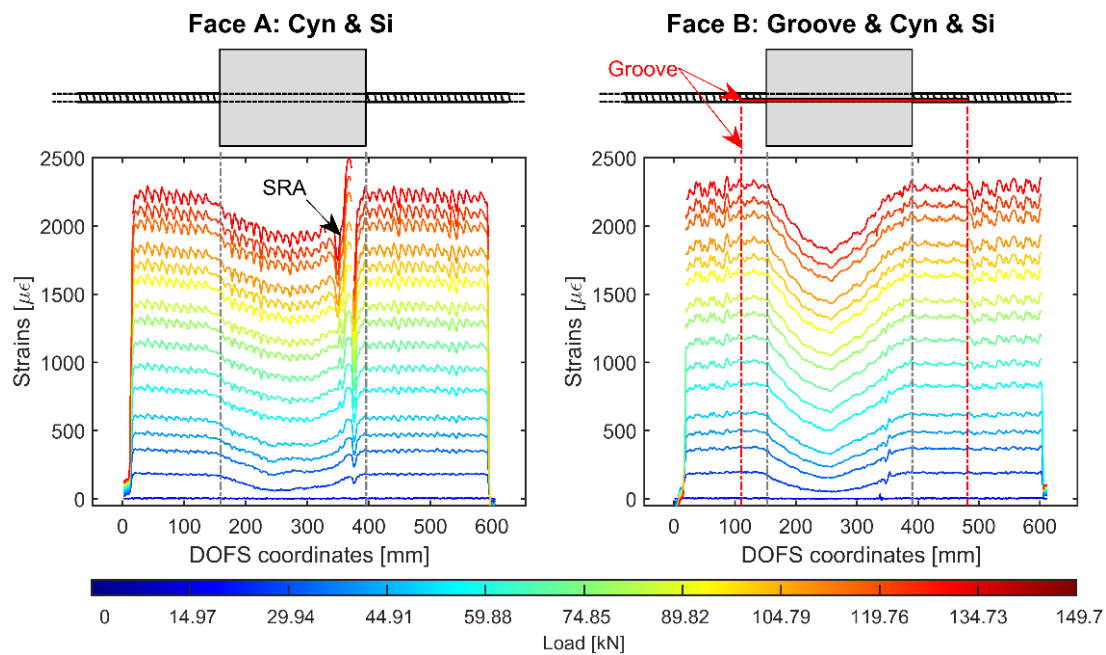 Face A: Cyn & Si
Face B: Groove & Cyn & Si
Groove
SRA
Strains [με]
2500
2000
1500
1000
500
0
0 100 200 300 400 500 600
DOFS coordinates [mm]
Strains [με]
2500
2000
1500
1000
500
0
0 100 200 300 400 500 600
DOFS coordinates [mm]
0 14.97 29.94 44.91 59.88 74.85 89.82 104.79 119.76 134.73 149.7
Load [kN]